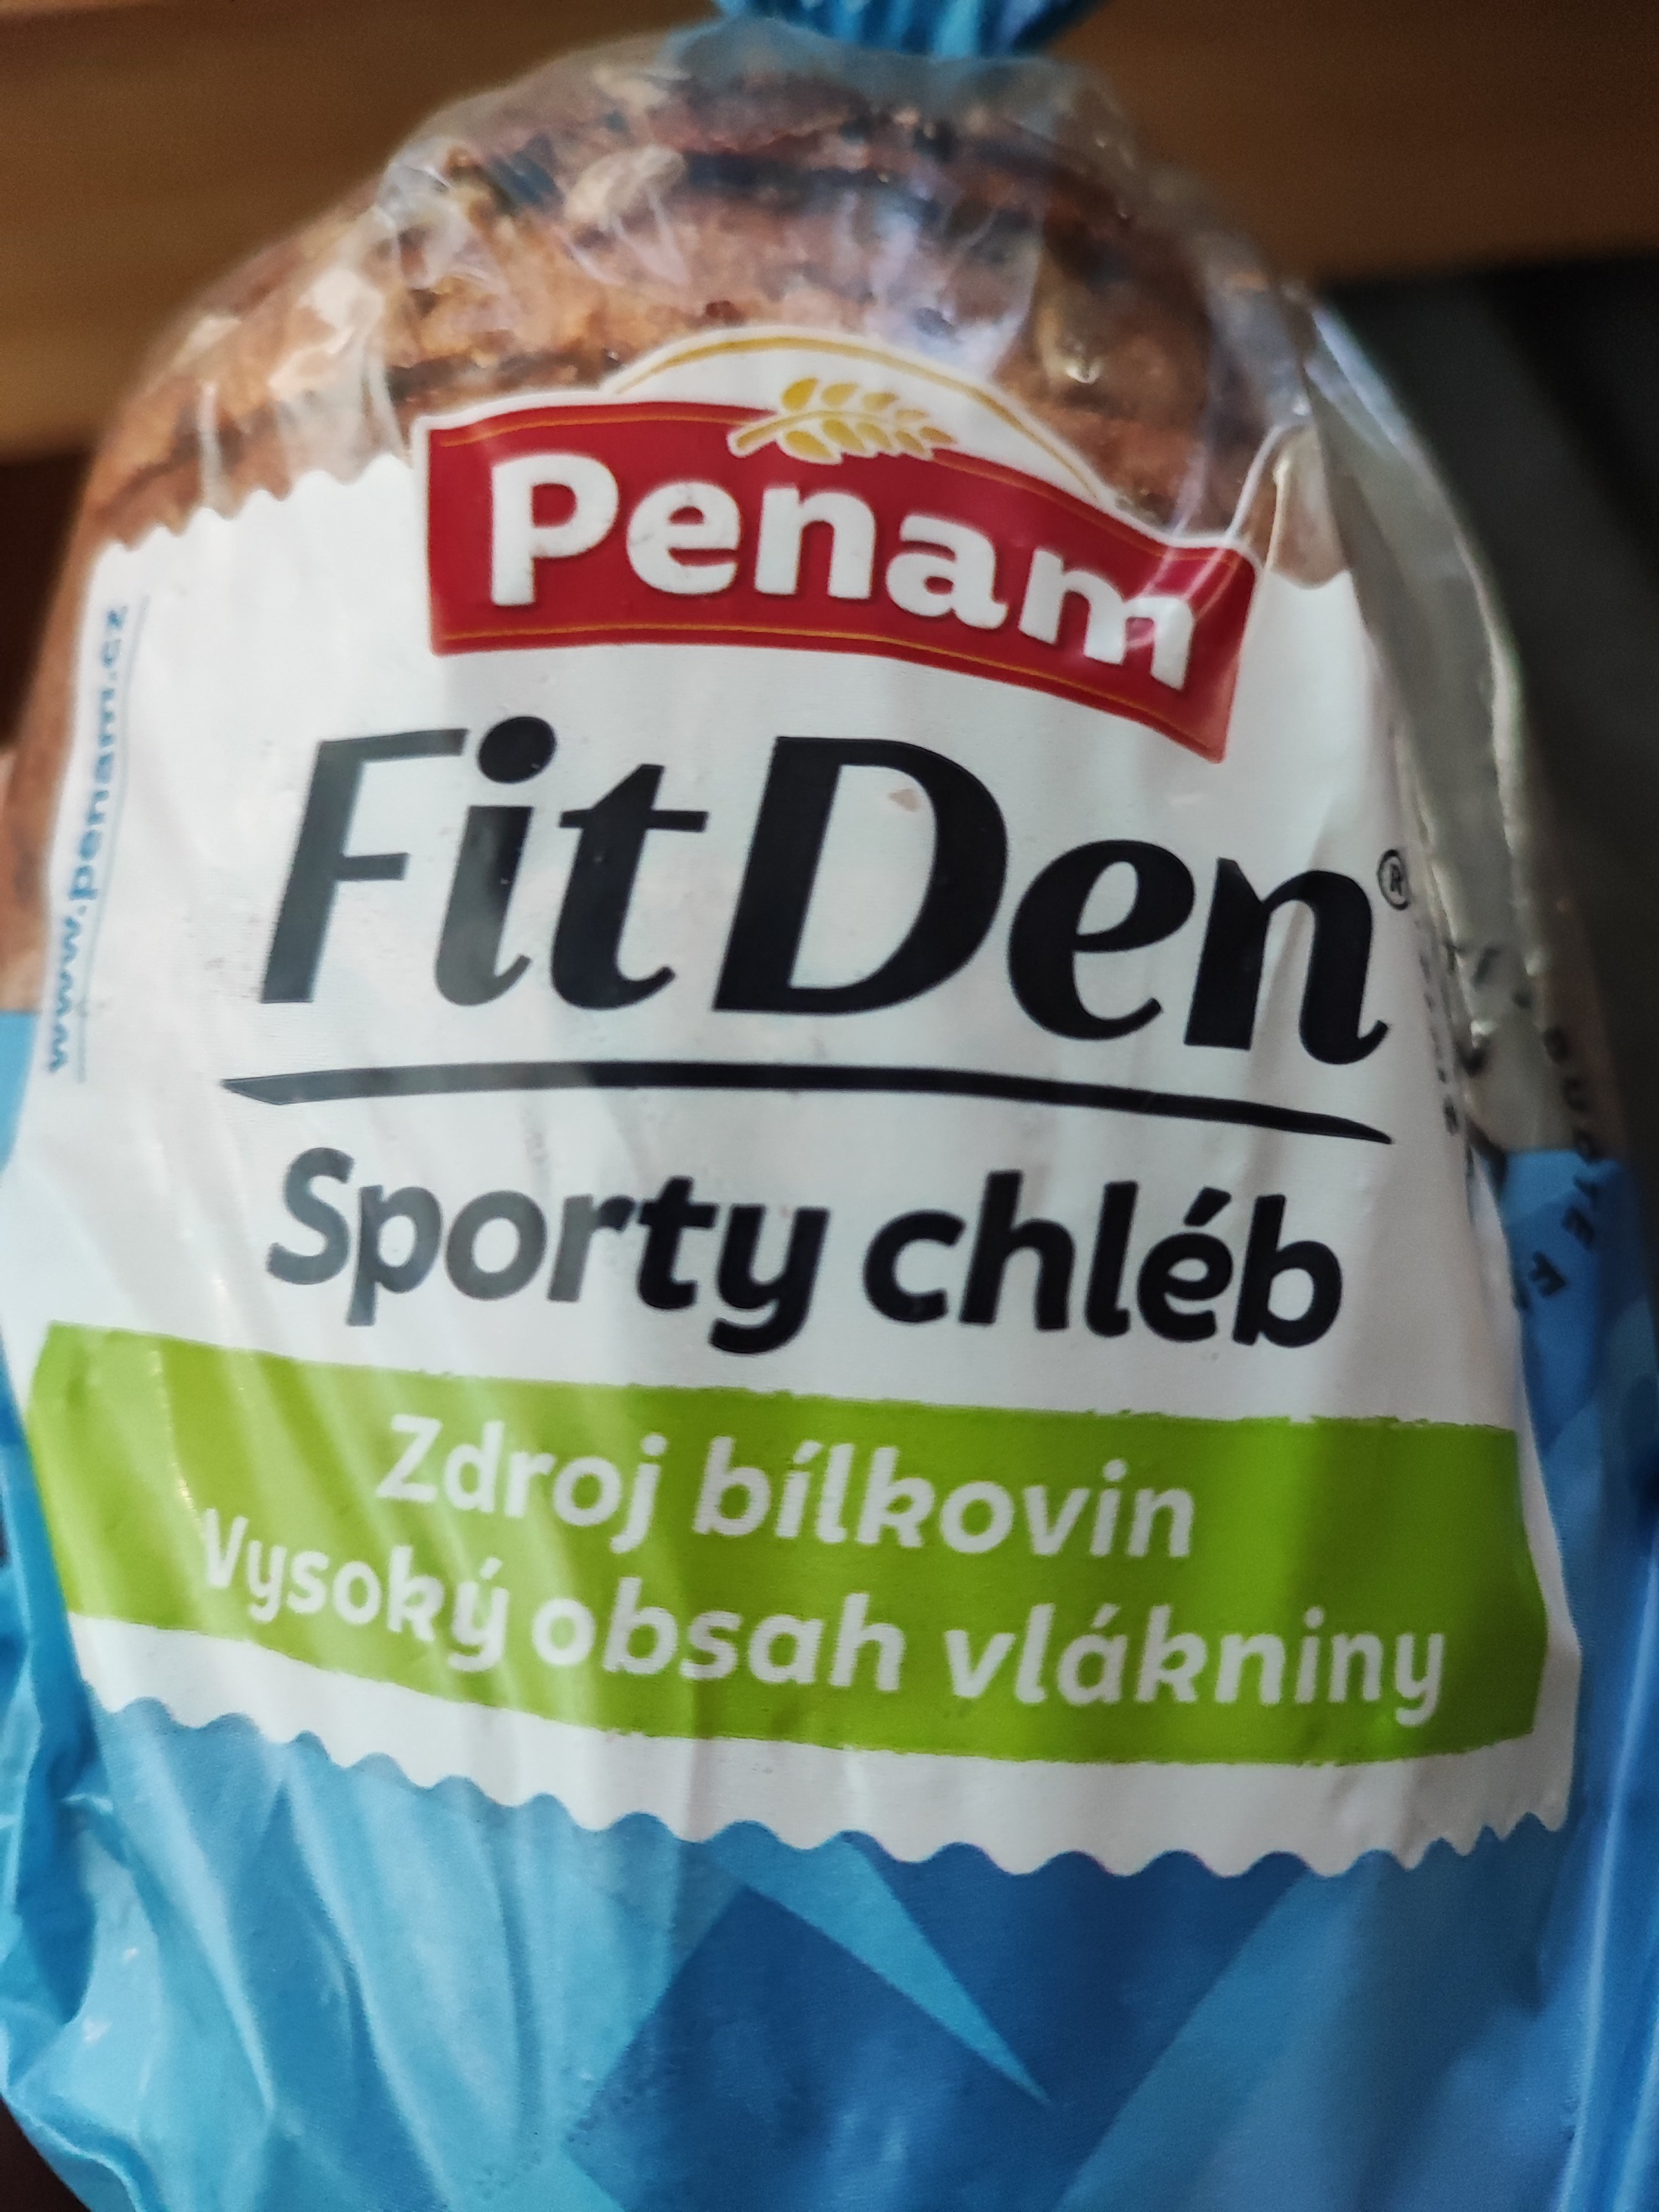 Penam
www.penam.cz
FitDen®
Sporty chléb
Zdroj bílkovin
Vysoký obsah vlákniny